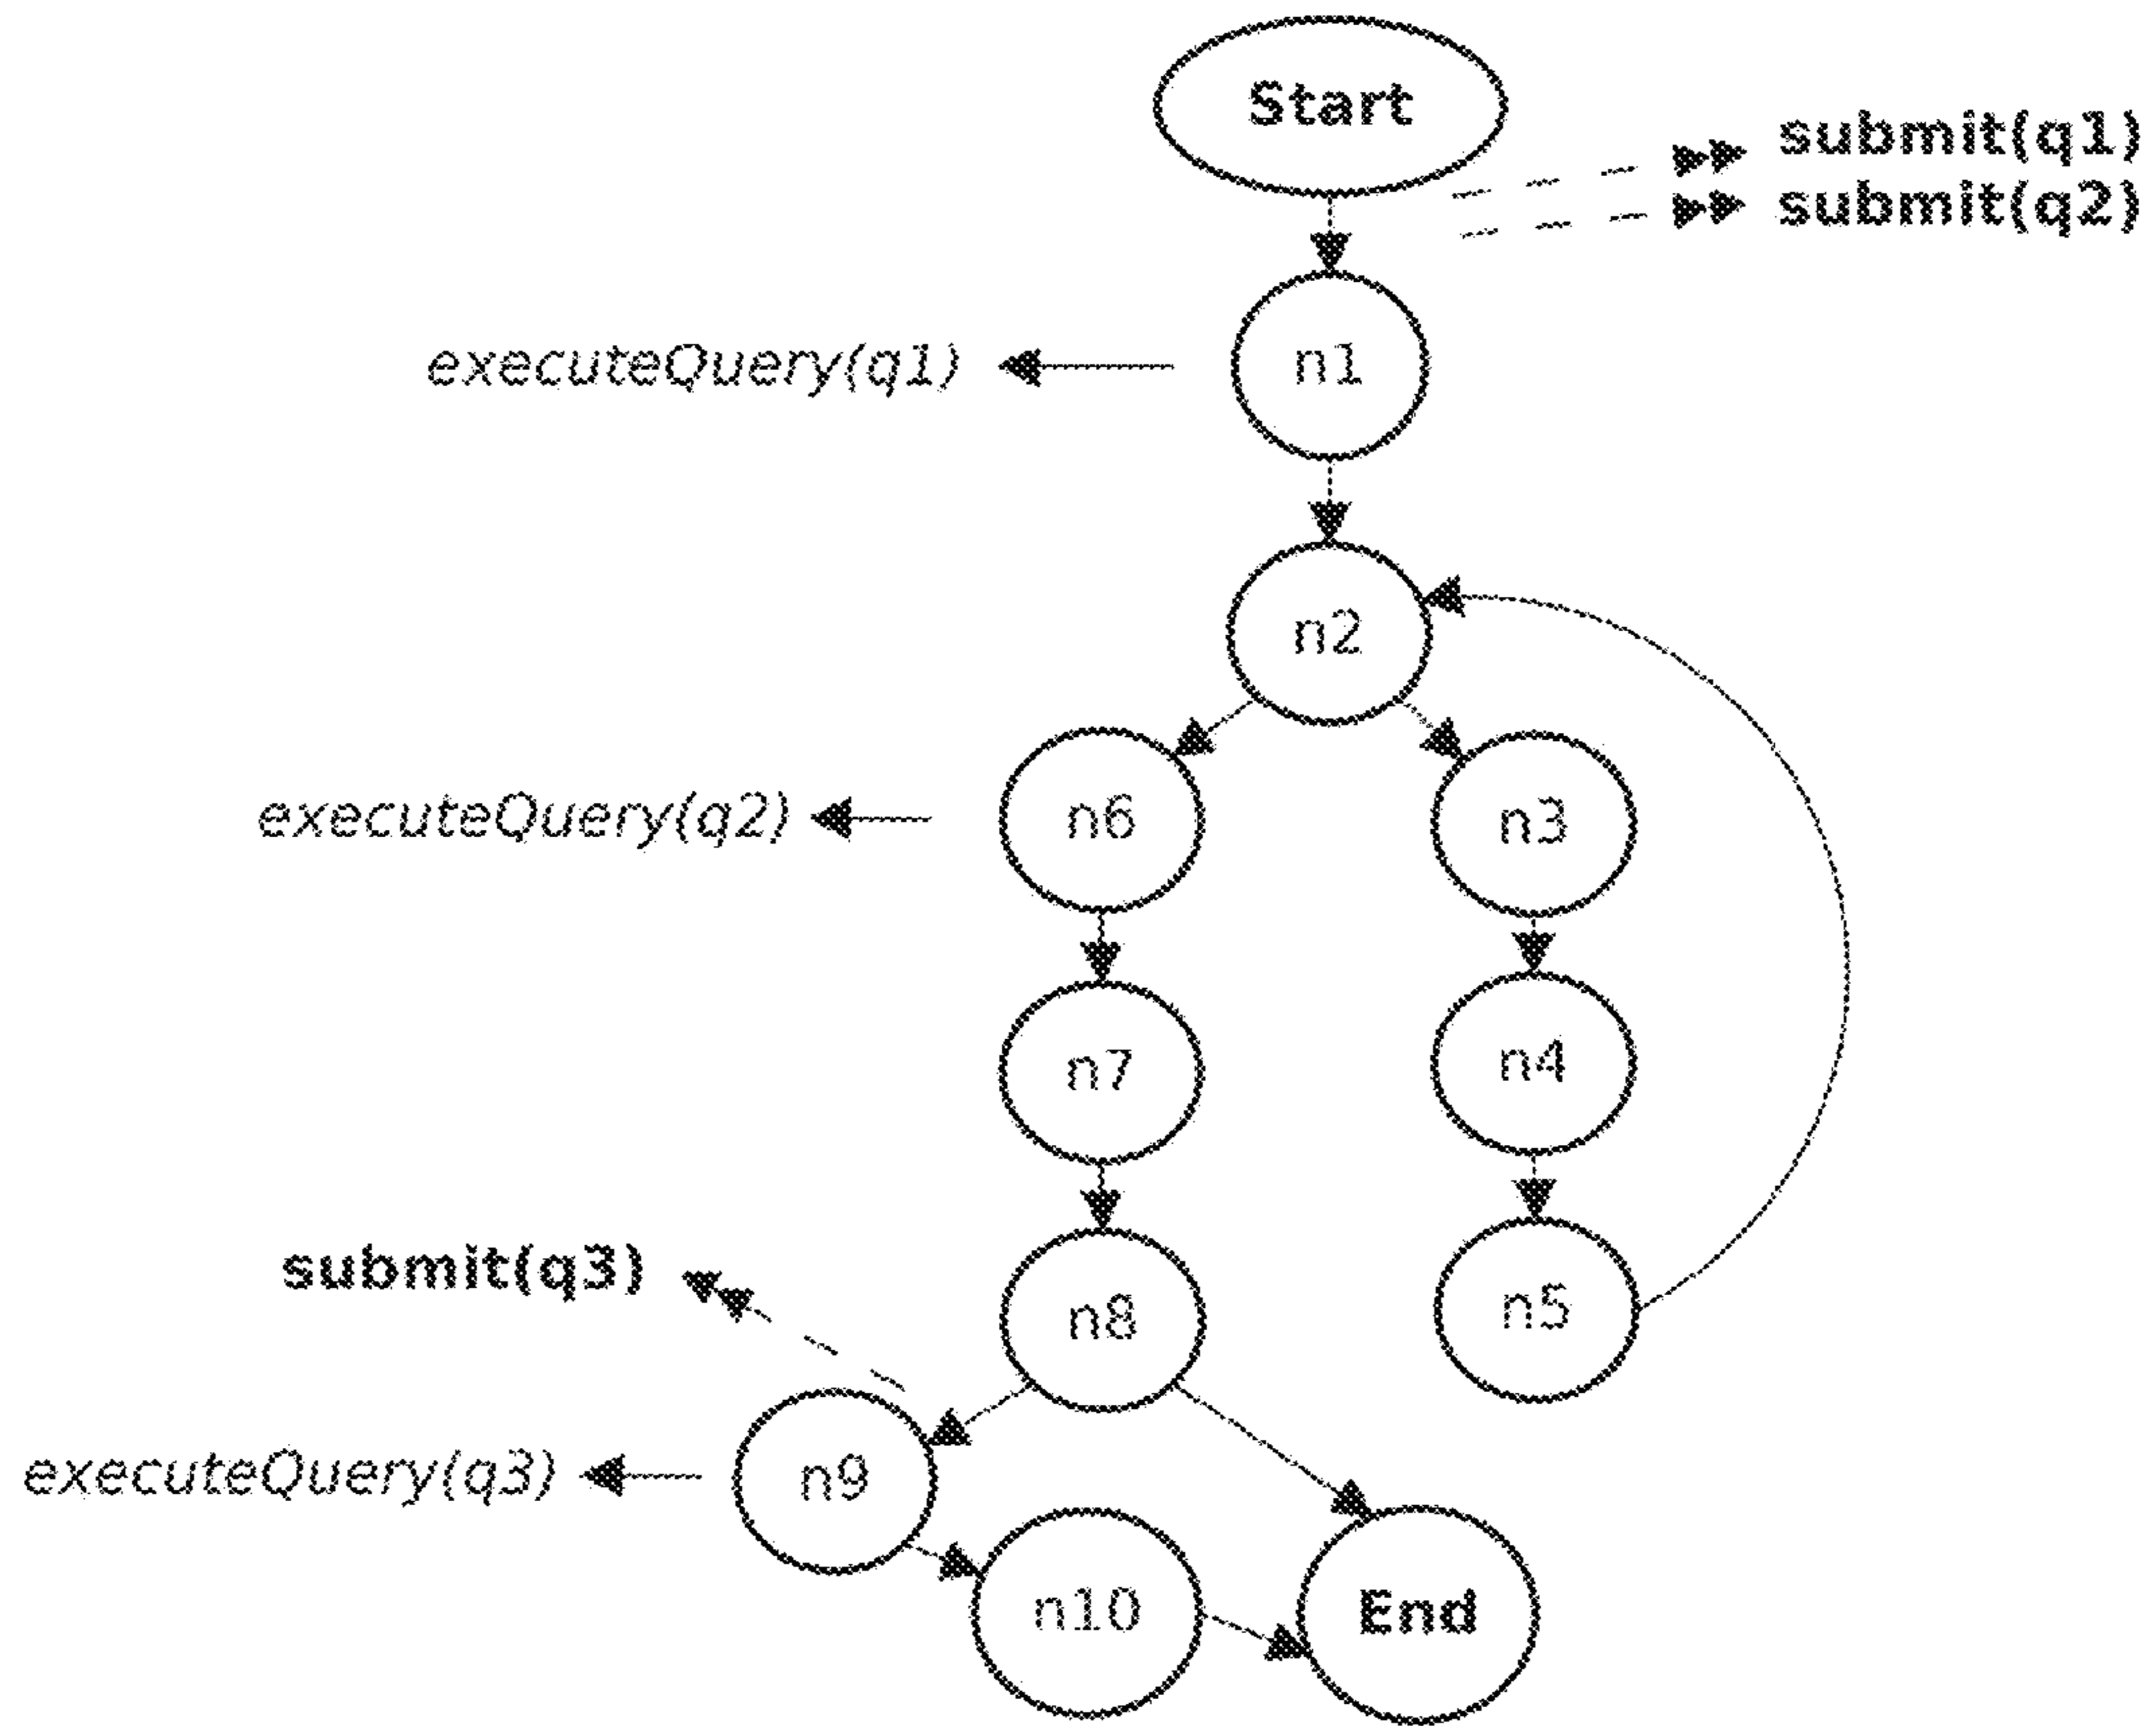 Start
submit(q1)
submit(q2)
n1
executeQuery(q1)
n2
n6
n3
executeQuery(q2)
n7
n4
n8
n5
submit(q3)
n9
executeQuery(q3)
n10
End